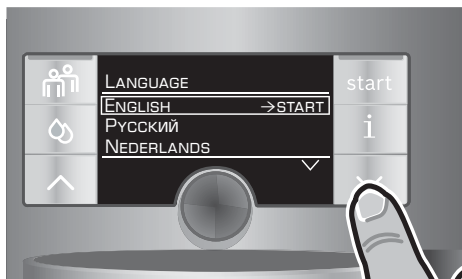 LANGUAGE
ENGLISH →START
РУССКИЙ
NEDERLANDS
start
i